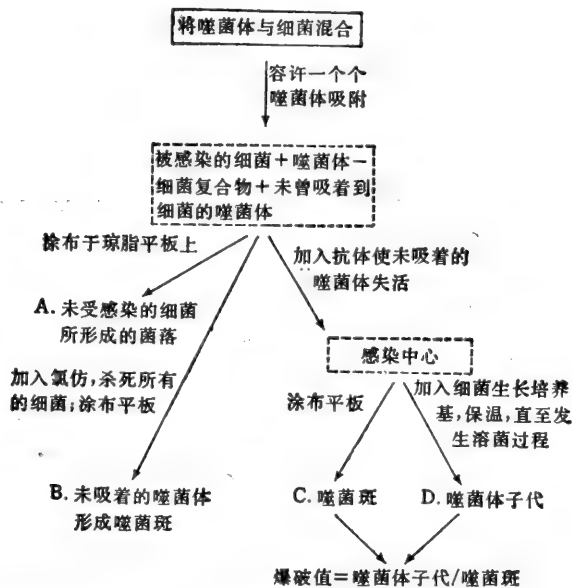 将噬菌体与细菌混合
容许一个个
噬菌体吸附
被感染的细菌+噬菌体-
细菌复合物+未曾吸着到
细菌的噬菌体
涂布于琼脂平板上
加入抗体使未吸着的
噬菌体失活
A. 未受感染的细菌
所形成的菌落
感染中心
加入氯仿,杀死所有
的细菌;涂布平板
涂布平板
加入细菌生长培养
基,保温,直至发
生溶菌过程
B. 未吸着的噬菌体
形成噬菌斑
C. 噬菌斑
D. 噬菌体子代
爆破值=噬菌体子代/噬菌斑